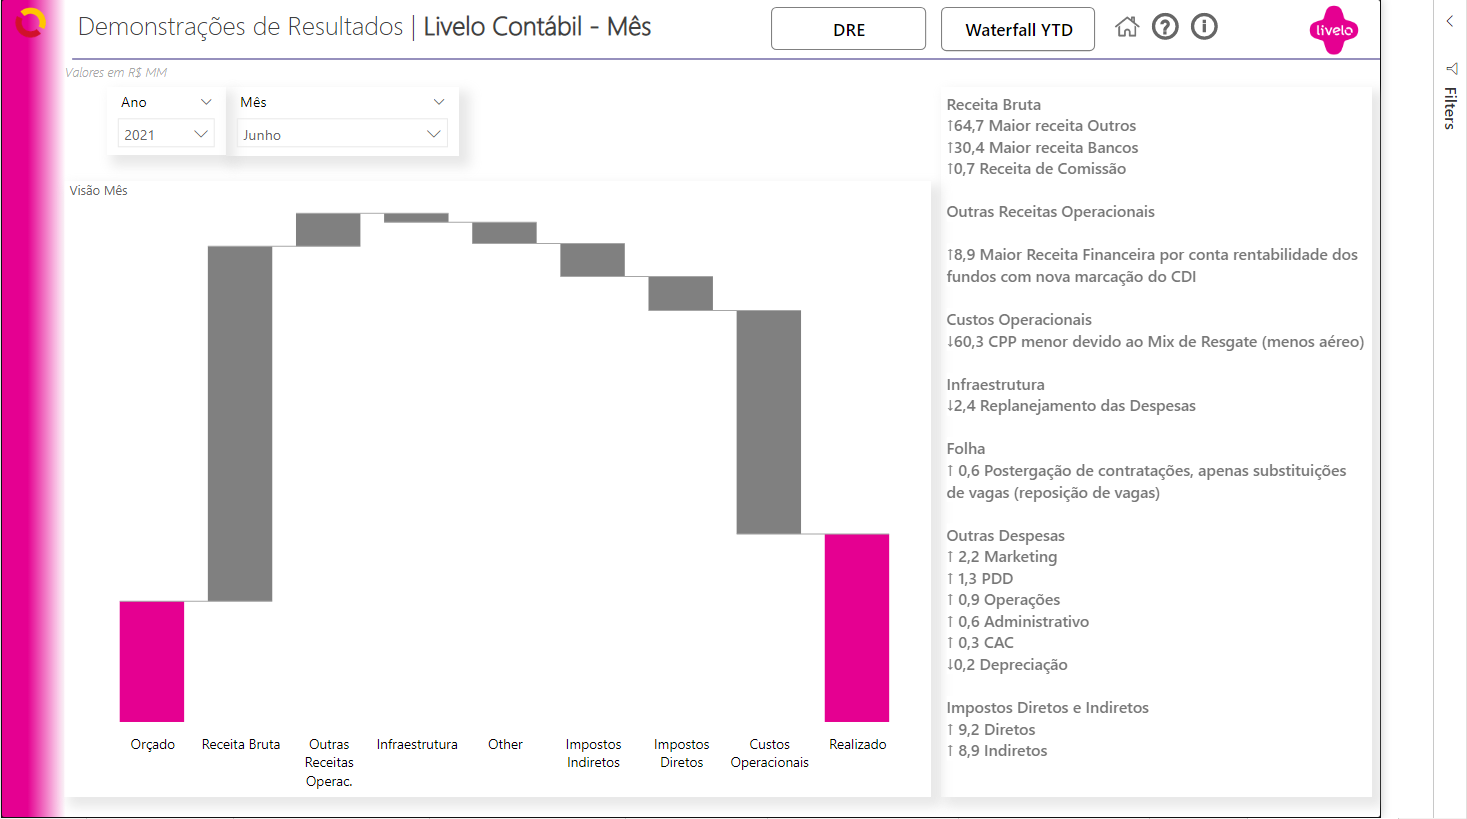 Demonstrações de Resultados | Livelo Contábil - Mês
DRE
Waterfall YTD
livelo
Valores em R$ MM
Ano
2021
Mês
Junho
Visão Mês
Orçado
Receita Bruta
Outras
Receitas
Operac.
Infraestrutura
Other
Impostos
Indiretos
Impostos
Diretos
Custos
Operacionais
Realizado
Receita Bruta
↑64,7 Maior receita Outros
↑30,4 Maior receita Bancos
↑0,7 Receita de Comissão
Outras Receitas Operacionais
↑8,9 Maior Receita Financeira por conta rentabilidade dos
fundos com nova marcação do CDI
Custos Operacionais
↓60,3 CPP menor devido ao Mix de Resgate (menos aéreo)
Infraestrutura
↓2,4 Replanejamento das Despesas
Folha
↑ 0,6 Postergação de contratações, apenas substituições
de vagas (reposição de vagas)
Outras Despesas
↑ 2,2 Marketing
↑ 1,3 PDD
↑ 0,9 Operações
↑ 0,6 Administrativo
↑ 0,3 CAC
↓0,2 Depreciação
Impostos Diretos e Indiretos
↑ 9,2 Diretos
↑ 8,9 Indiretos
Filters